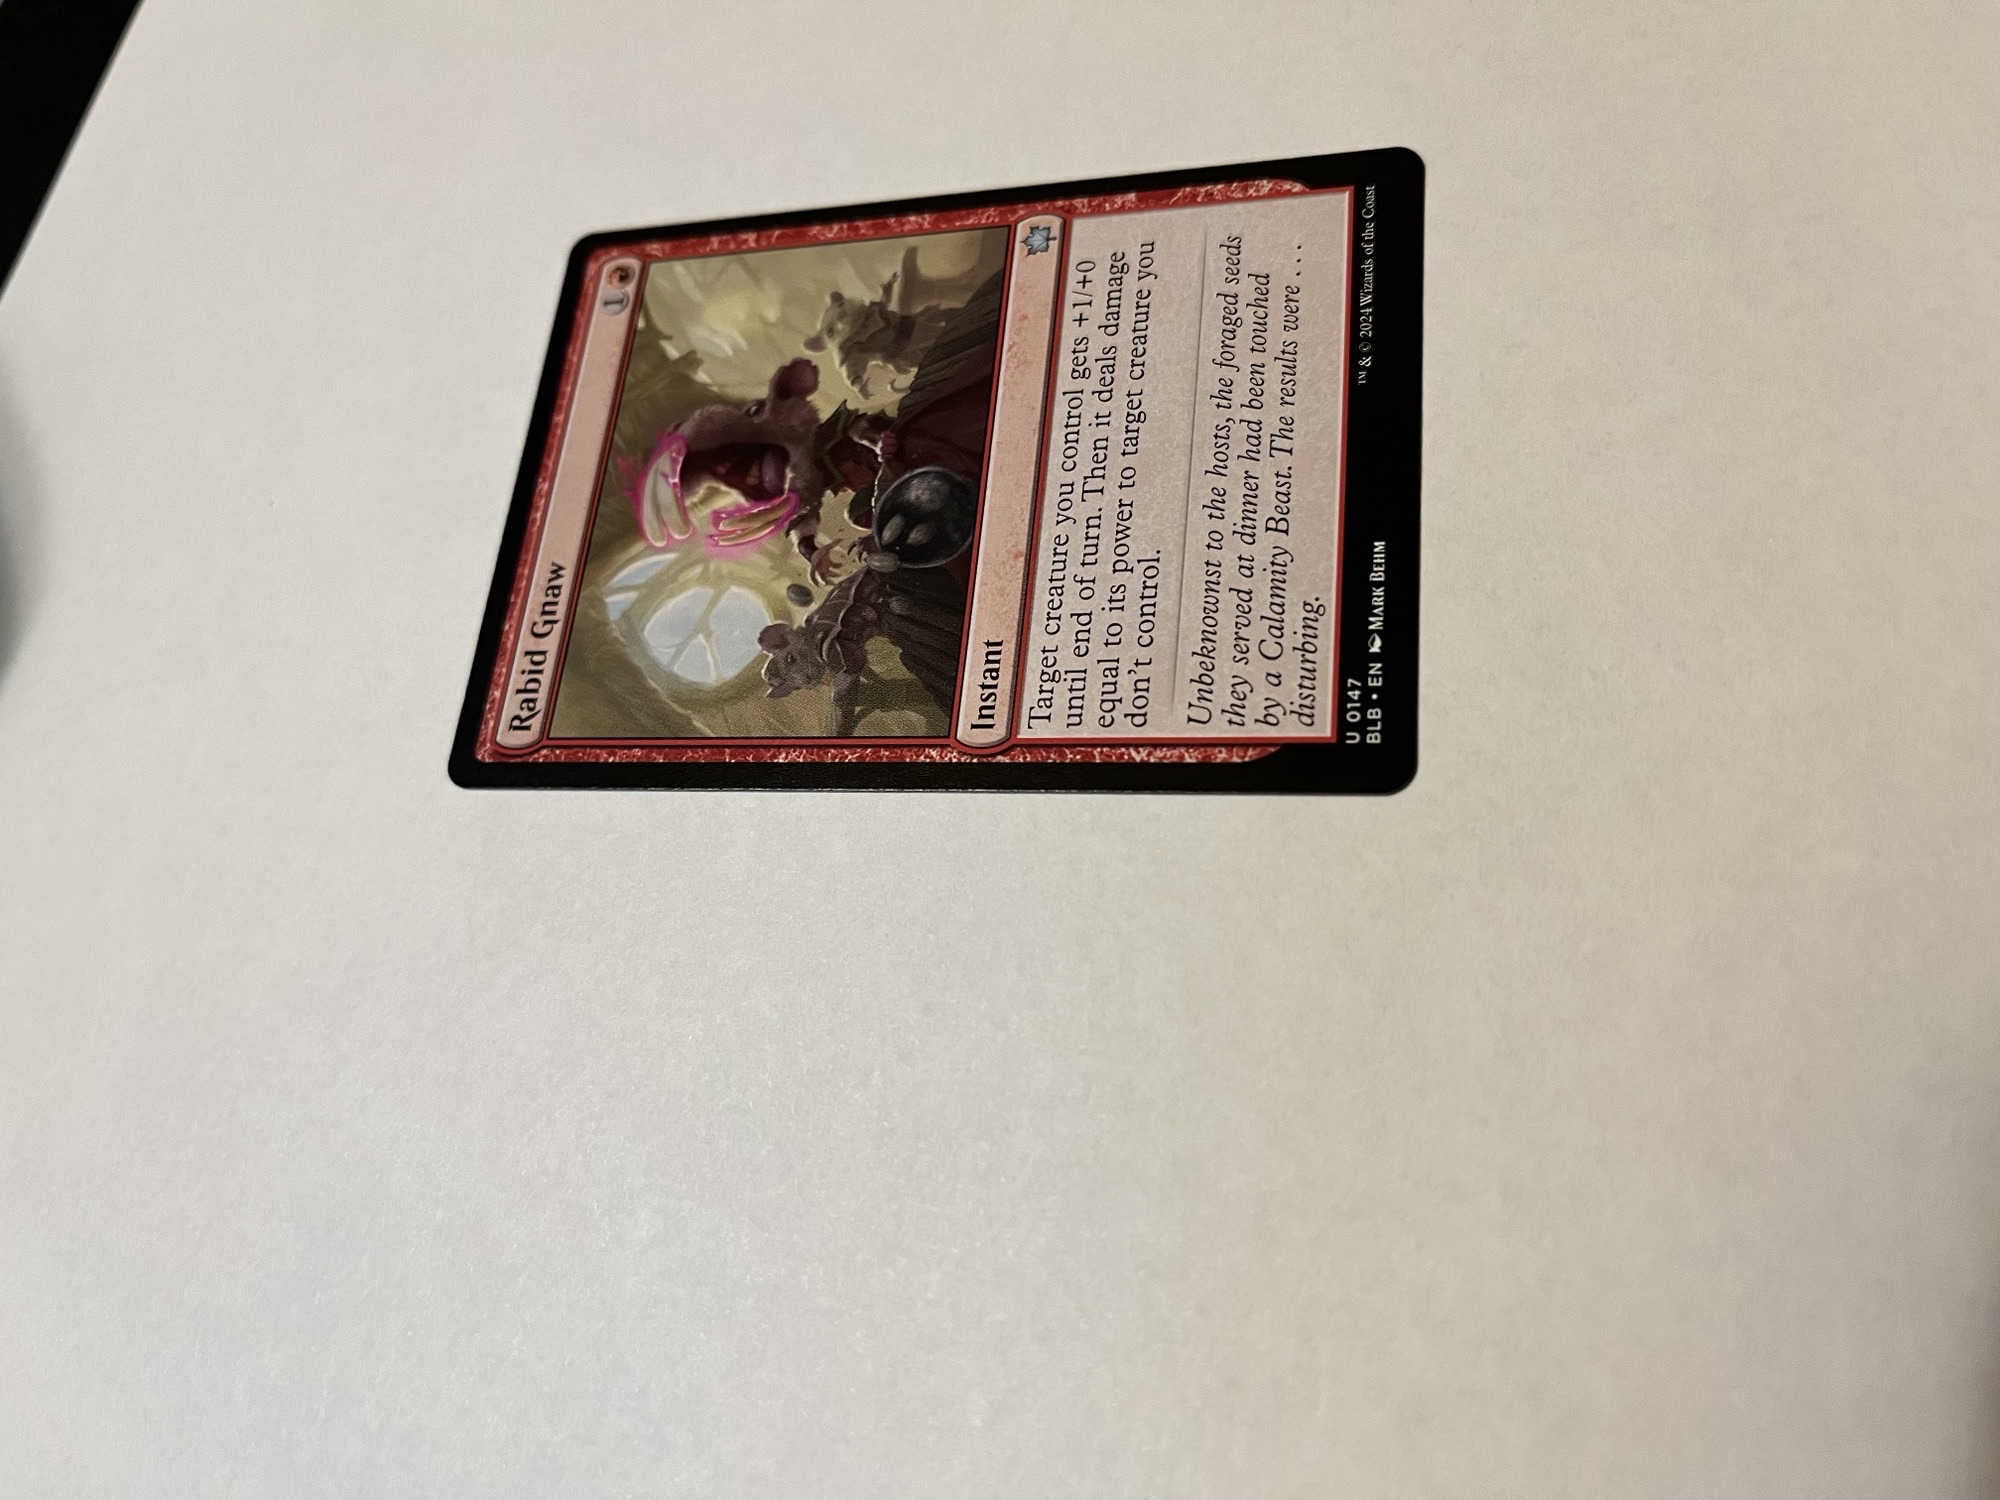 Rabid Gnaw
1
Instant
Target creature you control gets +1/+0
until end of turn. Then it deals damage
equal to its power to target creature you
don't control.
Unbeknownst to the hosts, the foraged seeds
they served at dinner had been touched
by a Calamity Beast. The results were . . .
disturbing.
U 0147
BLB • EN MARK BEHM
™ & © 2024 Wizards of the Coast